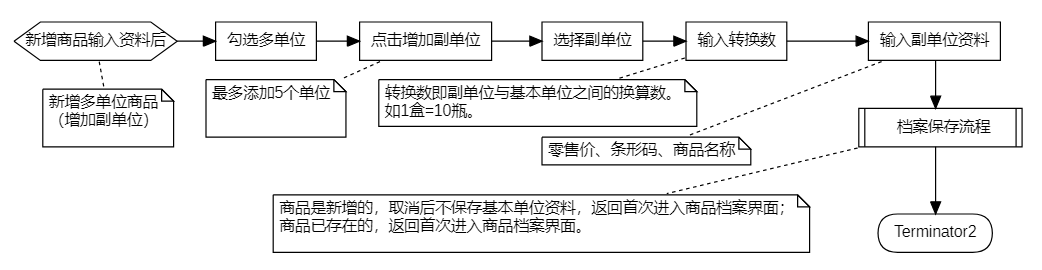 新增商品输入资料后
勾选多单位
点击增加副单位
选择副单位
输入转换数
输入副单位资料
新增多单位商品
（增加副单位）
最多添加5个单位
转换数即副单位与基本单位之间的换算数。
如1盒=10瓶。
零售价、条形码、商品名称
档案保存流程
商品是新增的，取消后不保存基本单位资料，返回首次进入商品档案界面；
商品已存在的，返回首次进入商品档案界面。
Terminator2